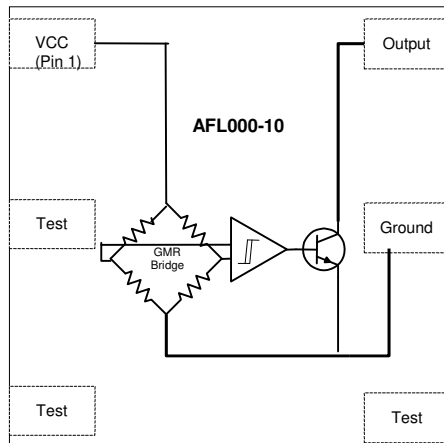 VCC
(Pin 1)
Output
AFL000-10
Test
Ground
GMR
Bridge
Test
Test